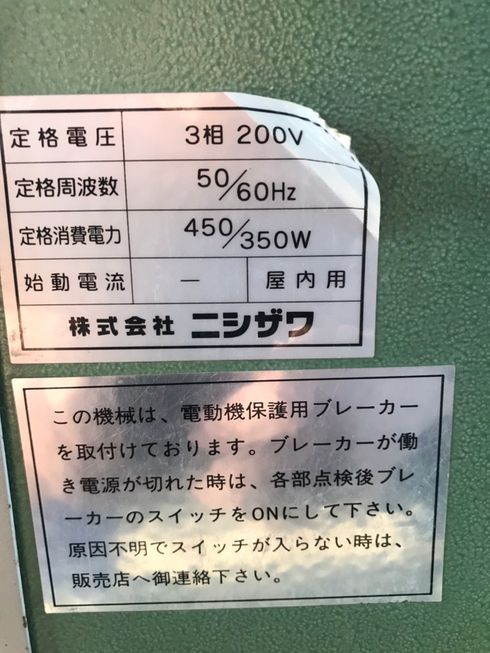 定格電圧 3相 200V
定格周波数 50/60Hz
定格消費電力 450/350W
始動電流 ー 屋内用
株式会社 ニシザワ
この機械は、電動機保護用ブレーカー
を取付けております。ブレーカーが働
き電源が切れた時は、各部点検後ブレ
ーカーのスイッチをONにして下さい。
原因不明でスイッチが入らない時は、
販売店へ御連絡下さい。